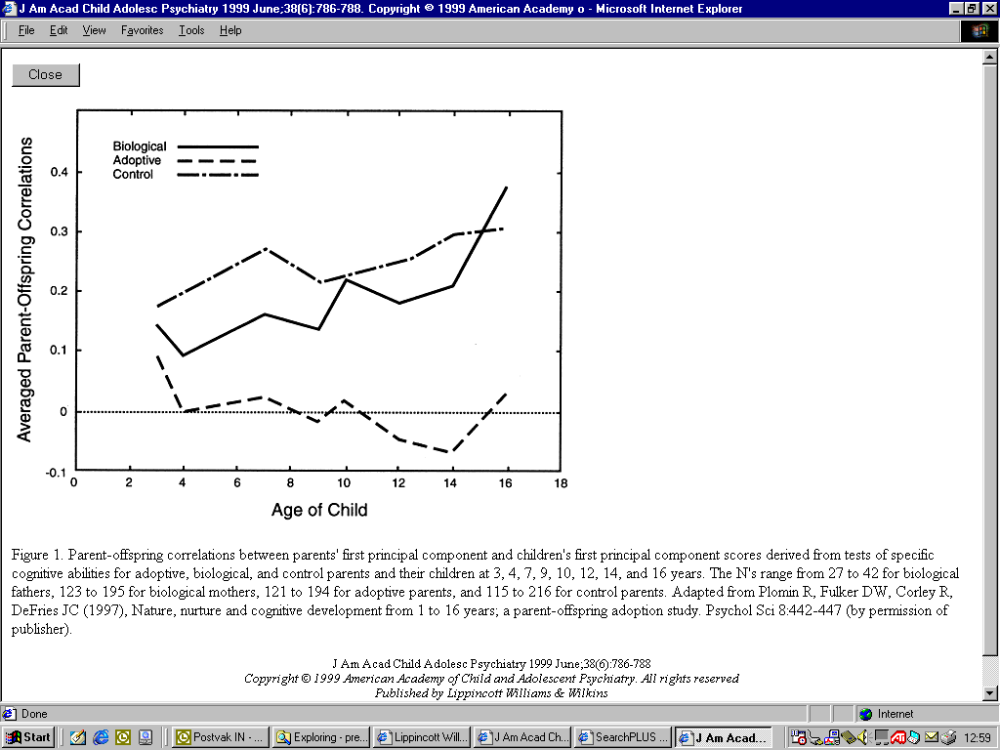 J Am Acad Child Adolesc Psychiatry 1999 June;38(6):786-788. Copyright © 1999 American Academy o - Microsoft Internet Explorer
File Edit View Favorites Tools Help
Close
Biological
Adoptive
Control
Averaged Parent-Offspring Correlations
0.4
0.3
0.2
0.1
0
-0.1
0 2 4 6 8 10 12 14 16 18
Age of Child
Figure 1. Parent-offspring correlations between parents' first principal component and children's first principal component scores derived from tests of specific
cognitive abilities for adoptive, biological, and control parents and their children at 3, 4, 7, 9, 10, 12, 14, and 16 years. The N's range from 27 to 42 for biological
fathers, 123 to 195 for biological mothers, 121 to 194 for adoptive parents, and 115 to 216 for control parents. Adapted from Plomin R, Fulker DW, Corley R,
DeFries JC (1997), Nature, nurture and cognitive development from 1 to 16 years; a parent-offspring adoption study. Psychol Sci 8:442-447 (by permission of
publisher).
J Am Acad Child Adolesc Psychiatry 1999 June;38(6):786-788
Copyright © 1999 American Academy of Child and Adolescent Psychiatry. All rights reserved
Published by Lippincott Williams & Wilkins
Done Internet
Start Postvak IN - ... Exploring - pre... Lippincott Will... J Am Acad Ch... SearchPLUS ... J Am Acad... 12:59